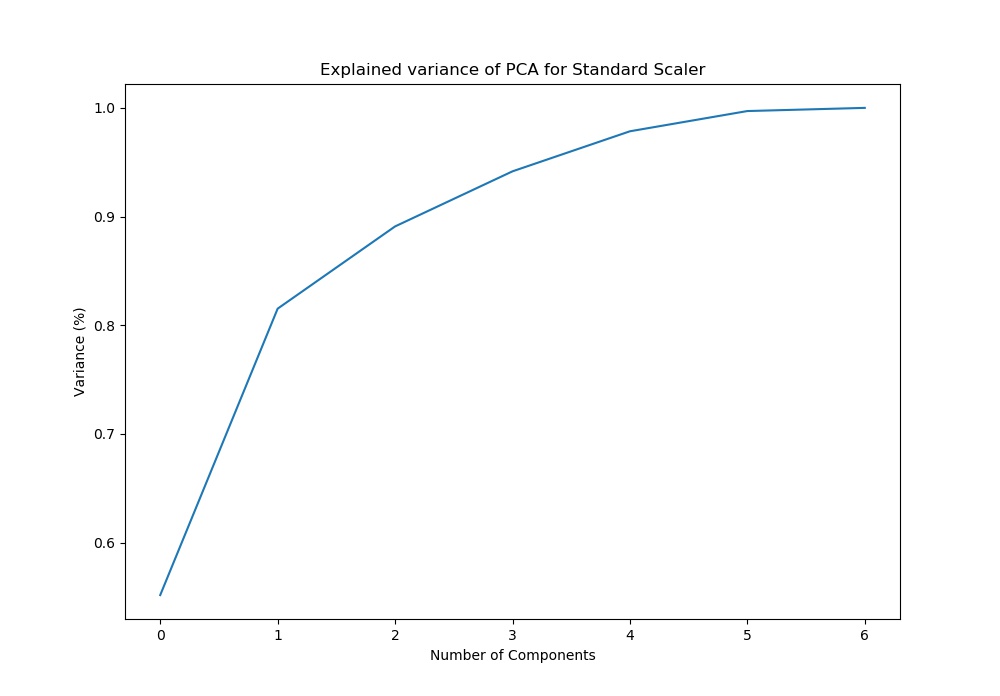 Explained variance of PCA for Standard Scaler
1.0
0.9
0.8
0.7
0.6
Variance (%)
0 1 2 3 4 5 6
Number of Components